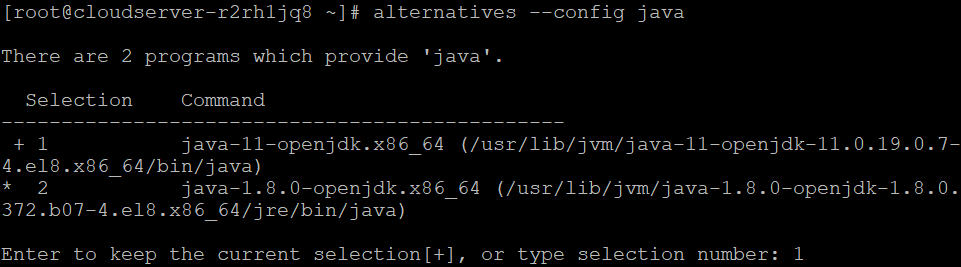 [root@cloudserver-r2rh1jq8 ~]# alternatives --config java
There are 2 programs which provide 'java'.
  Selection    Command
-----------------------------------------------
 + 1           java-11-openjdk.x86_64 (/usr/lib/jvm/java-11-openjdk-11.0.19.0.7-
4.el8.x86_64/bin/java)
*  2           java-1.8.0-openjdk.x86_64 (/usr/lib/jvm/java-1.8.0-openjdk-1.8.0.
372.b07-4.el8.x86_64/jre/bin/java)
Enter to keep the current selection[+], or type selection number: 1